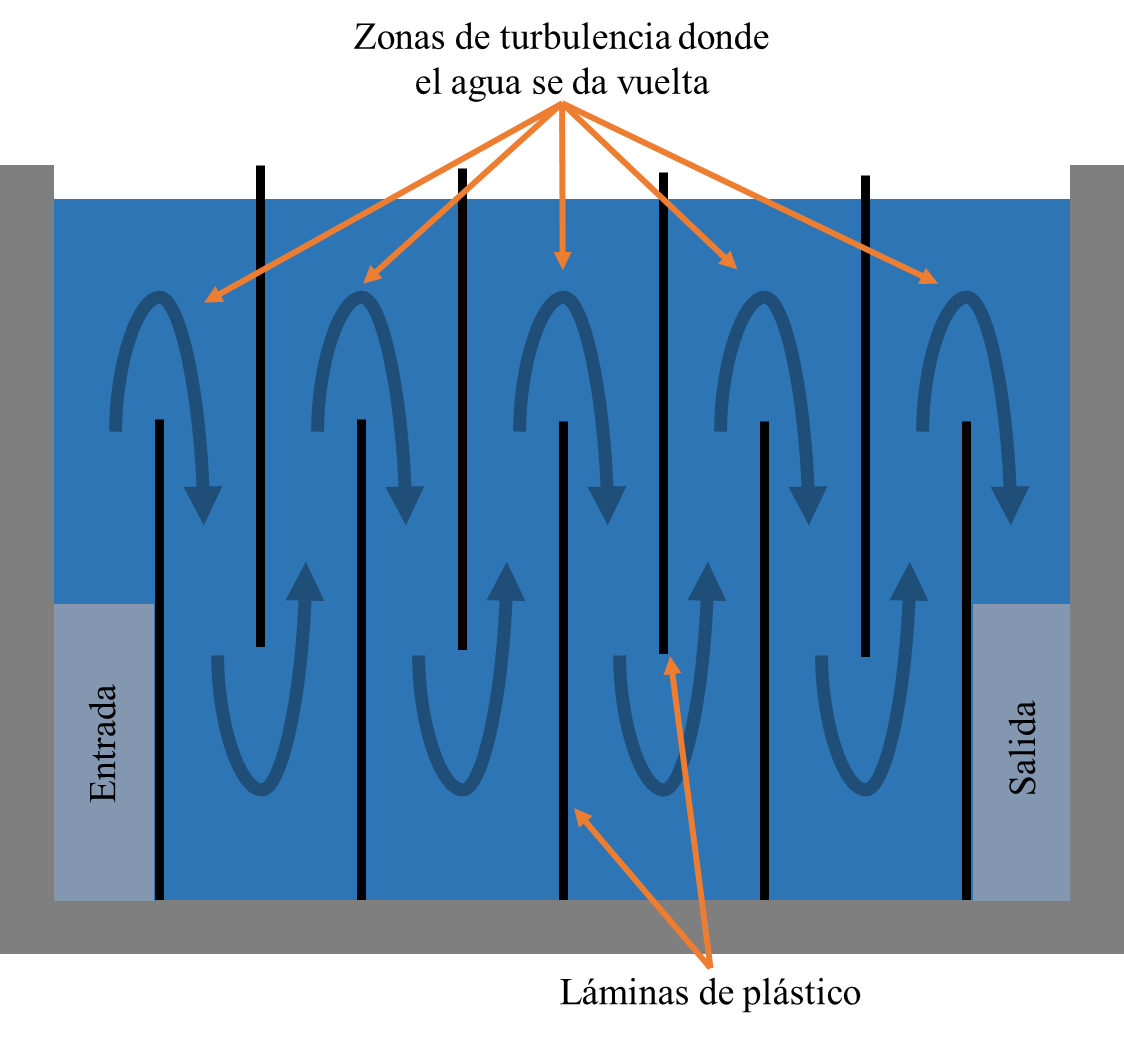 Zonas de turbulencia donde
el agua se da vuelta
Entrada
Salida
Láminas de plástico